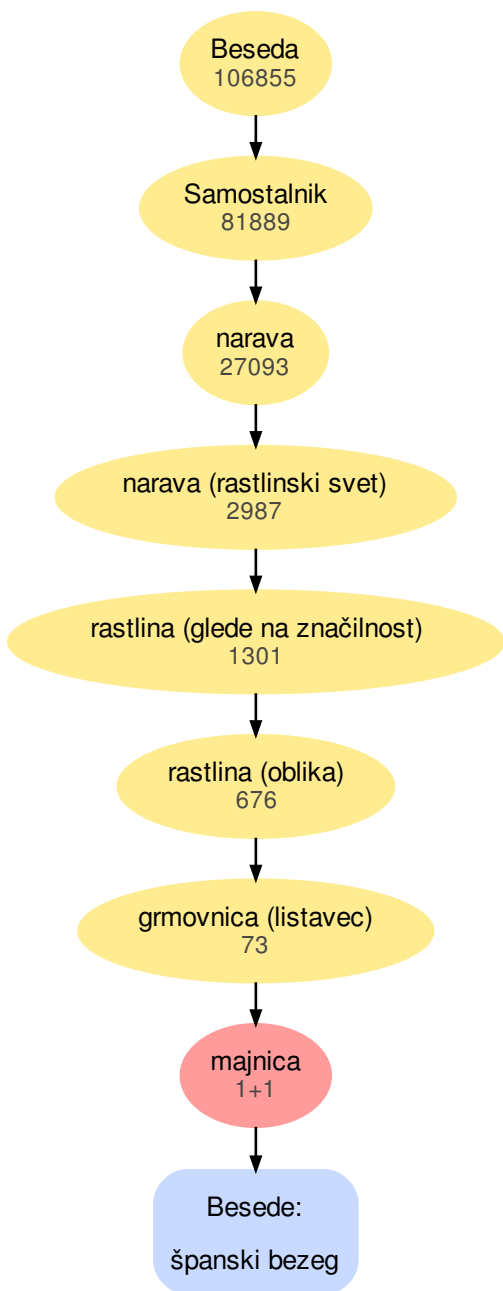 Beseda
106855
Samostalnik
81889
narava
27093
narava (rastlinski svet)
2987
rastlina (glede na značilnost)
1301
rastlina (oblika)
676
grmovnica (listavec)
73
majnica
1+1
Besede:
španski bezeg